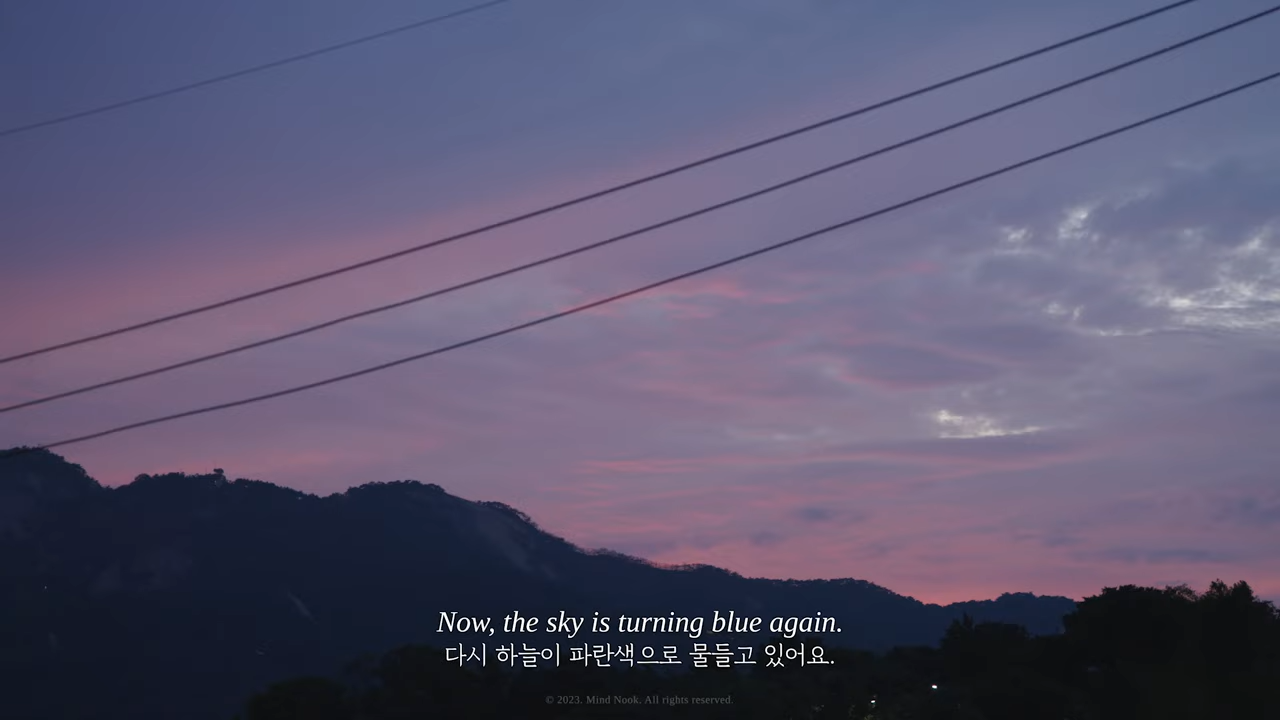 Now, the sky is turning blue again.
다시 하늘이 파란색으로 물들고 있어요.
© 2023. Mind Nook. All rights reserved.